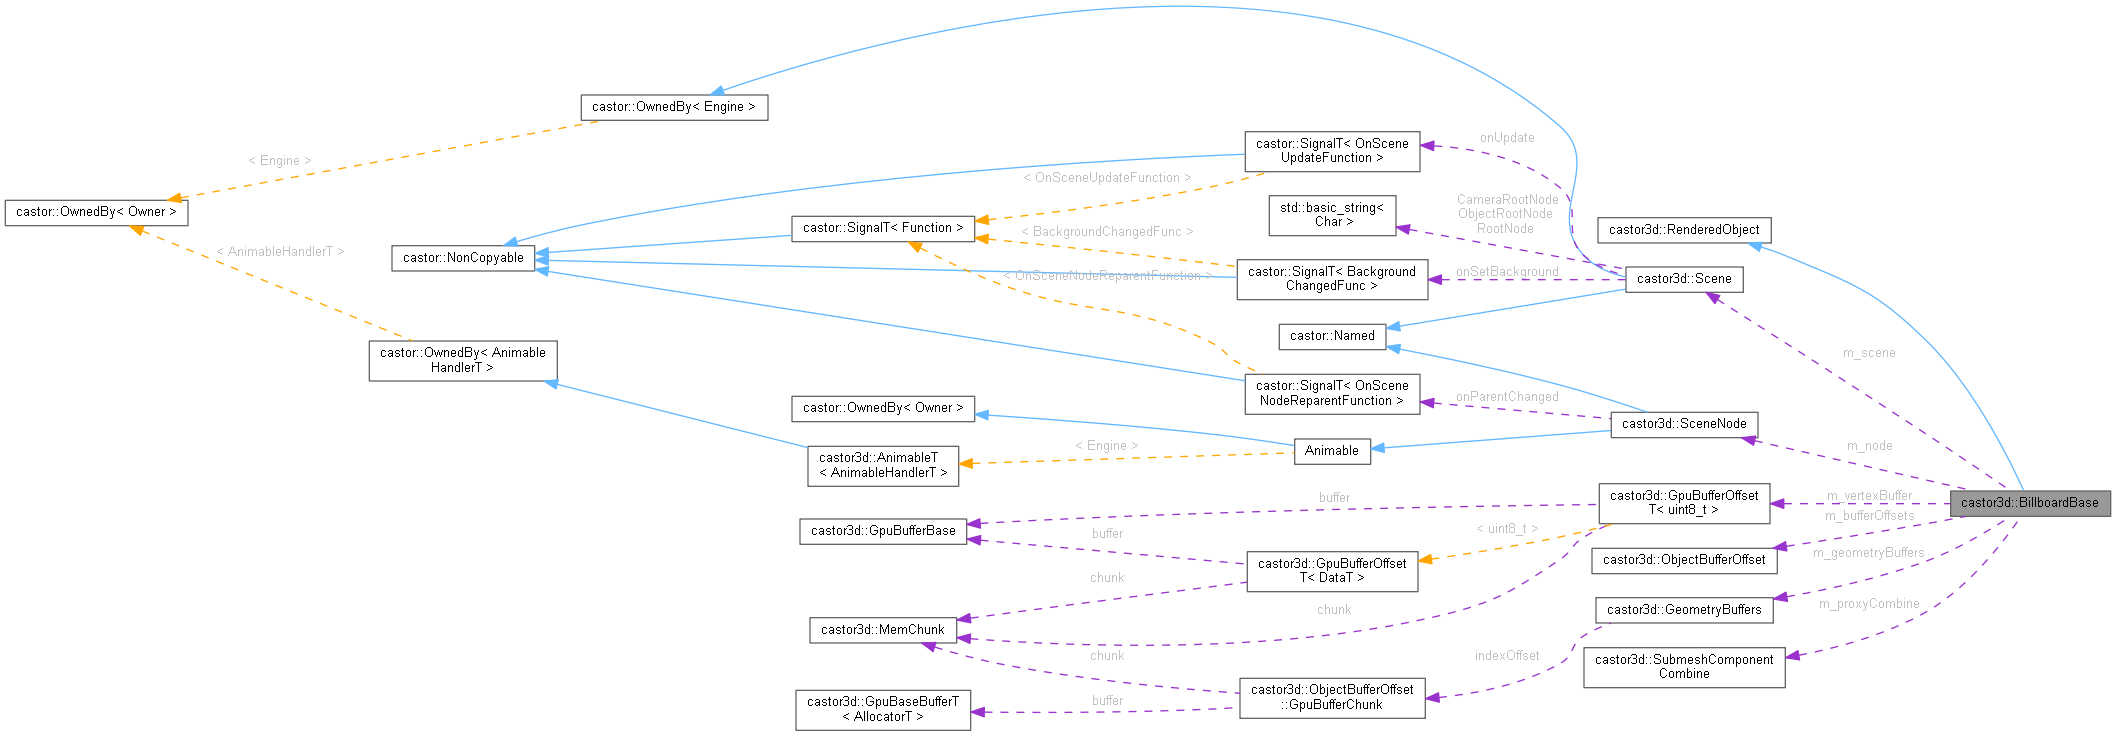 castor::OwnedBy< Engine >
< Engine >
castor::OwnedBy< Owner >
< AnimableHandlerT >
castor::NonCopyable
castor::OwnedBy< Animable
HandlerT >
castor::SignalT< OnScene
UpdateFunction >
onUpdate
< OnSceneUpdateFunction >
std::basic_string<
Char >
CameraRootNode
ObjectRootNode
RootNode
castor::SignalT< Function >
< BackgroundChangedFunc >
castor3d::RenderedObject
castor::SignalT< Background
ChangedFunc >
onSetBackground
< OnSceneNodeReparentFunction >
castor3d::Scene
castor::Named
m_scene
castor::SignalT< OnScene
NodeReparentFunction >
onParentChanged
castor::OwnedBy< Owner >
castor3d::SceneNode
< Engine >
Animable
m_node
castor3d::AnimableT
< AnimableHandlerT >
buffer
castor3d::GpuBufferOffset
T< uint8_t >
m_vertexBuffer
castor3d::BillboardBase
m_bufferOffsets
castor3d::GpuBufferBase
buffer
< uint8_t >
castor3d::GpuBufferOffset
T< DataT >
castor3d::ObjectBufferOffset
m_geometryBuffers
chunk
chunk
castor3d::GeometryBuffers
m_proxyCombine
castor3d::MemChunk
chunk
indexOffset
castor3d::SubmeshComponent
Combine
castor3d::ObjectBufferOffset
::GpuBufferChunk
castor3d::GpuBaseBufferT
< AllocatorT >
buffer